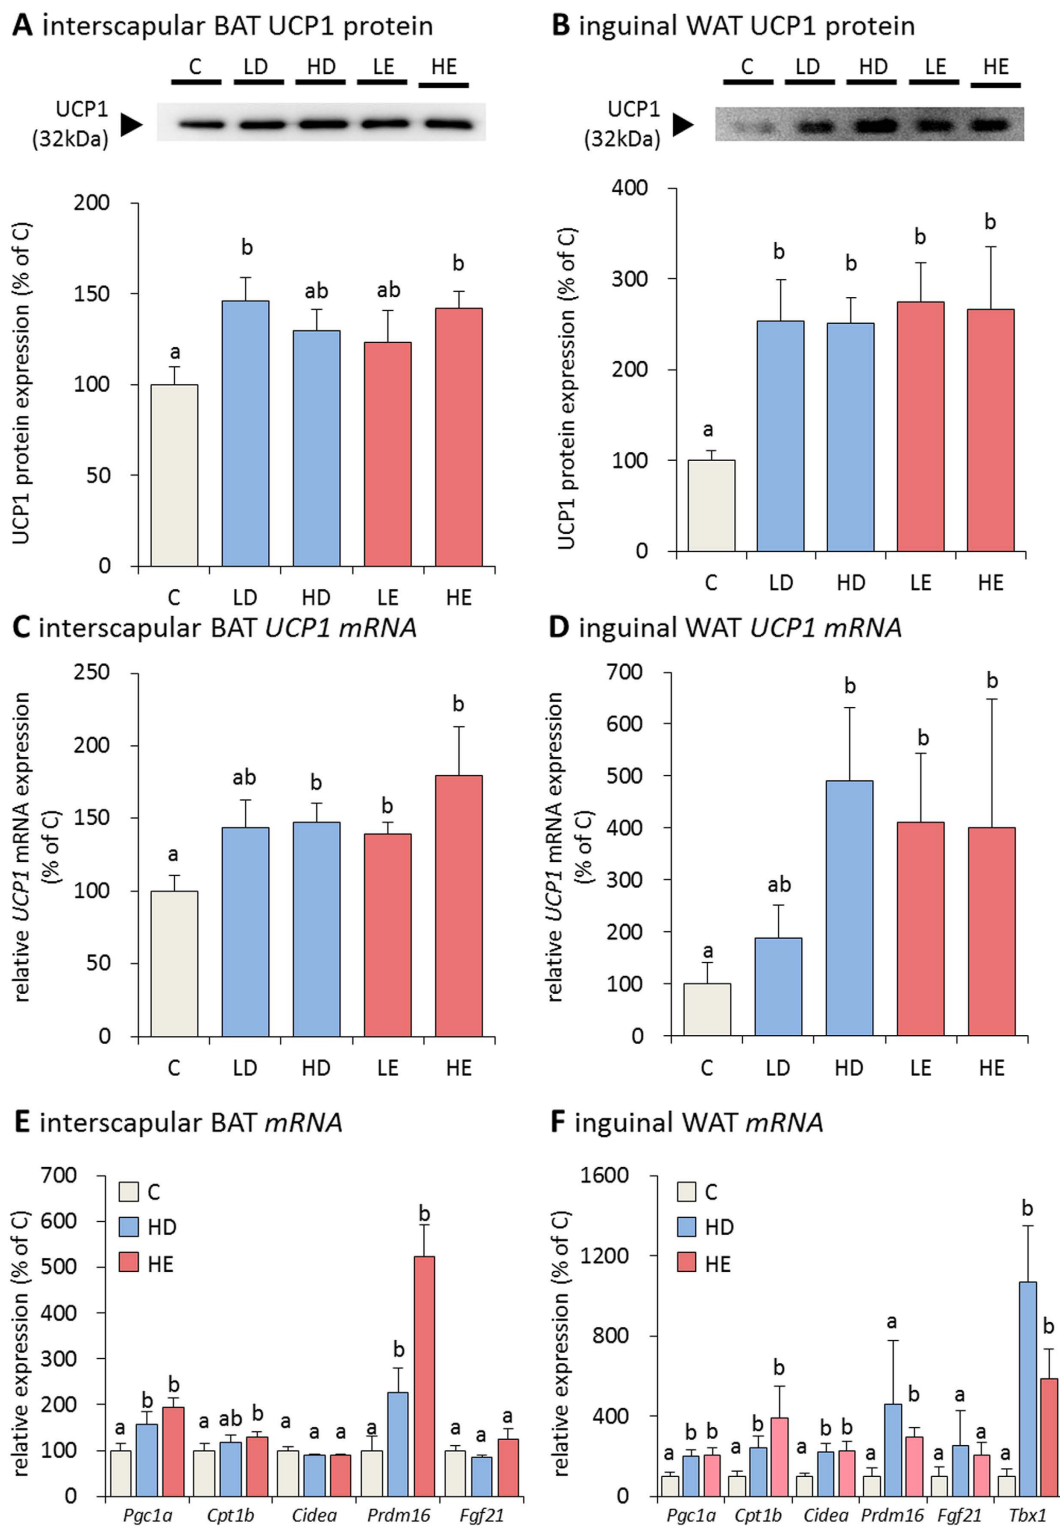 A interscapular BAT UCP1 protein
C LD HD LE HE
UCP1
(32kDa)
UCP1 protein expression (% of C)
200
150
100
50
0
a b ab ab b
C LD HD LE HE
B inguinal WAT UCP1 protein
C LD HD LE HE
UCP1
(32kDa)
UCP1 protein expression (% of C)
400
300
200
100
0
a b b b b
C LD HD LE HE
C interscapular BAT UCP1 mRNA
relative UCP1 mRNA expression
(% of C)
250
200
150
100
50
0
a ab b b b
C LD HD LE HE
D inguinal WAT UCP1 mRNA
relative UCP1 mRNA expression
(% of C)
700
600
500
400
300
200
100
0
a ab b b b
C LD HD LE HE
E interscapular BAT mRNA
relative expression (% of C)
700
600
500
400
300
200
100
0
C
HD
HE
a b b a ab b a a a a b b a a a
Pgc1a Cpt1b Cidea Prdm16 Fgf21
F inguinal WAT mRNA
relative expression (% of C)
1600
1200
800
400
0
C
HD
HE
a b b a b b a b b a a b a a a a b b
Pgc1a Cpt1b Cidea Prdm16 Fgf21 Tbx1